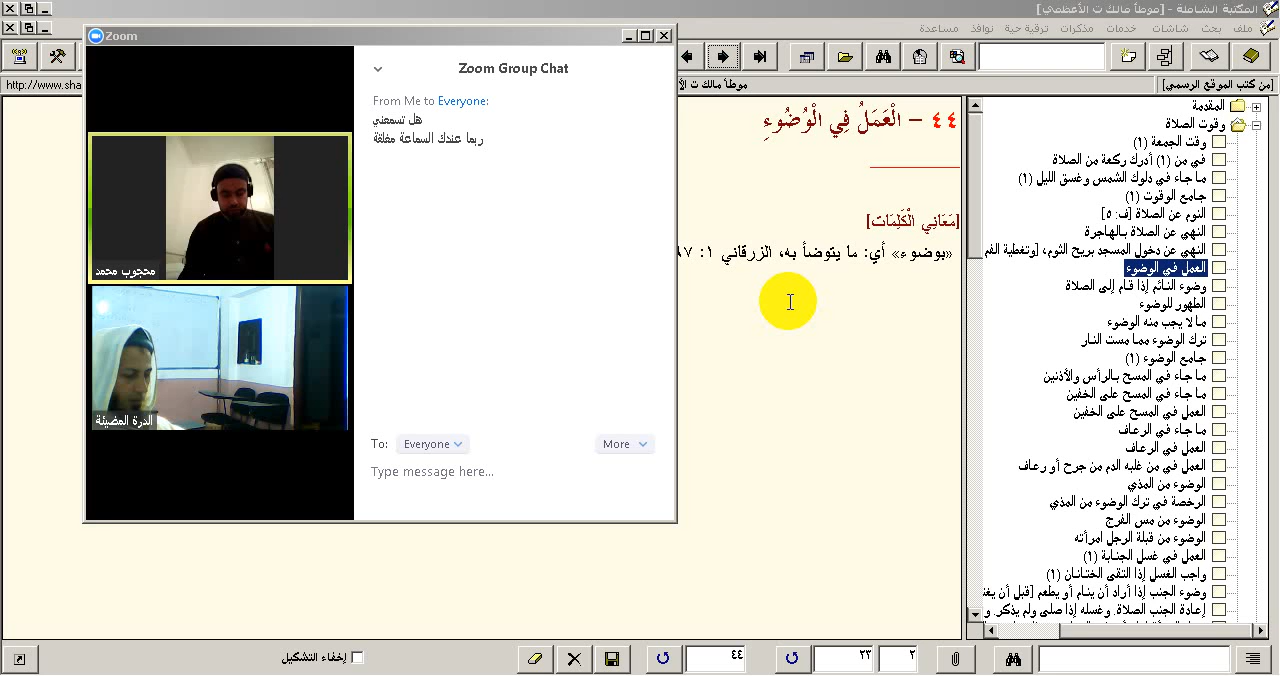 المكتبة الشاملة - [موطأ مالك ت الأعظمي]
ملف بحث شاشات خدمات مذكرات ترقية حية نوافذ مساعدة
[من كتب الموقع الرسمي]
http://www.sha
Zoom
محجوب محمد
الدرة المضيئة
Zoom Group Chat
From Me to Everyone:
هل تسمعني
ربما عندك السماعة مغلقة
To: Everyone
More
Type message here...
٤٤ - الْعَمَلُ فِي الْوُضُوءِ
[مَعَانِي الْكَلِمَات]
«بوضوء» أي: ما يتوضأ به، الزرقاني ١: ٨٧
المقدمة
وقوت الصلاة
وقت الجمعة (١)
في من (١) أدرك ركعة من الصلاة
ما جاء في دلوك الشمس وغسق الليل (١)
جامع الوقوت (١)
النوم عن الصلاة [ف: ٥]
النهي عن الصلاة بالهاجرة
النهي عن دخول المسجد بريح الثوم، [وتغطية الفم
العمل في الوضوء
وضوء النائم إذا قام إلى الصلاة
الطهور للوضوء
ما لا يجب منه الوضوء
ترك الوضوء مما مست النار
جامع الوضوء (١)
ما جاء في المسح بالرأس والأذنين
ما جاء في المسح على الخفين
العمل في المسح على الخفين
ما جاء في الرعاف
العمل في الرعاف
العمل في من غلبه الدم من جرح أو رعاف
الوضوء من المذي
الرخصة في ترك الوضوء من المذي
الوضوء من مس الفرج
الوضوء من قبلة الرجل امرأته
العمل في غسل الجنابة (١)
واجب الغسل إذا التقى الختانان (١)
وضوء الجنب إذا أراد أن ينام أو يطعم [قبل أن يغت
إعادة الجنب الصلاة. وغسله إذا صلى ولم يذكر. و
إخفاء التشكيل
٤٤
٢٣
٢